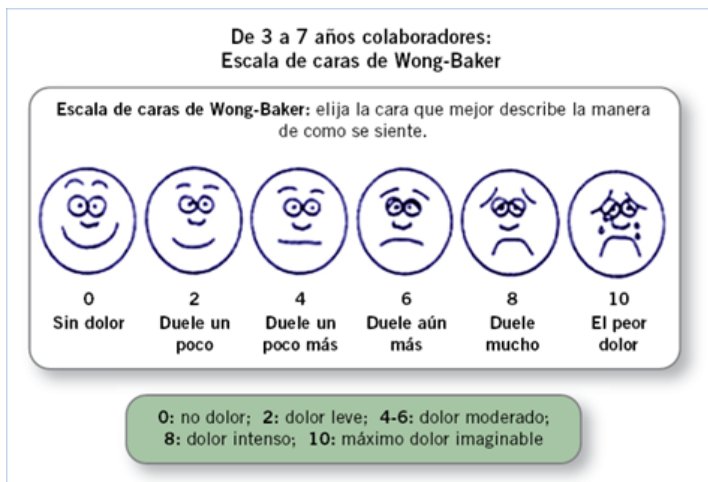 De 3 a 7 años colaboradores:
Escala de caras de Wong-Baker
Escala de caras de Wong-Baker: elija la cara que mejor describe la manera
de como se siente.
0 2 4 6 8 10
Sin dolor Duele un Duele un Duele aún Duele El peor
poco poco más más mucho dolor
0: no dolor; 2: dolor leve; 4-6: dolor moderado;
8: dolor intenso; 10: máximo dolor imaginable